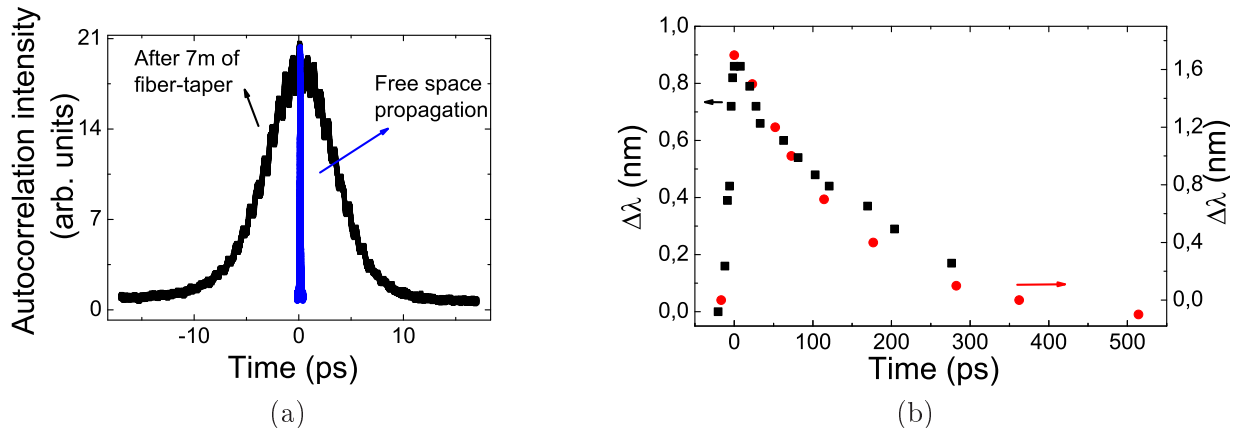 Autocorrelation intensity
(arb. units)
21
14
7
0
After 7m of
fiber-taper
Free space
propagation
-10
0
10
Time (ps)
(a)
Δλ (nm)
1,0
0,8
0,6
0,4
0,2
0,0
1,6
1,2
0,8
0,4
0,0
Δλ (nm)
0
100
200
300
400
500
Time (ps)
(b)